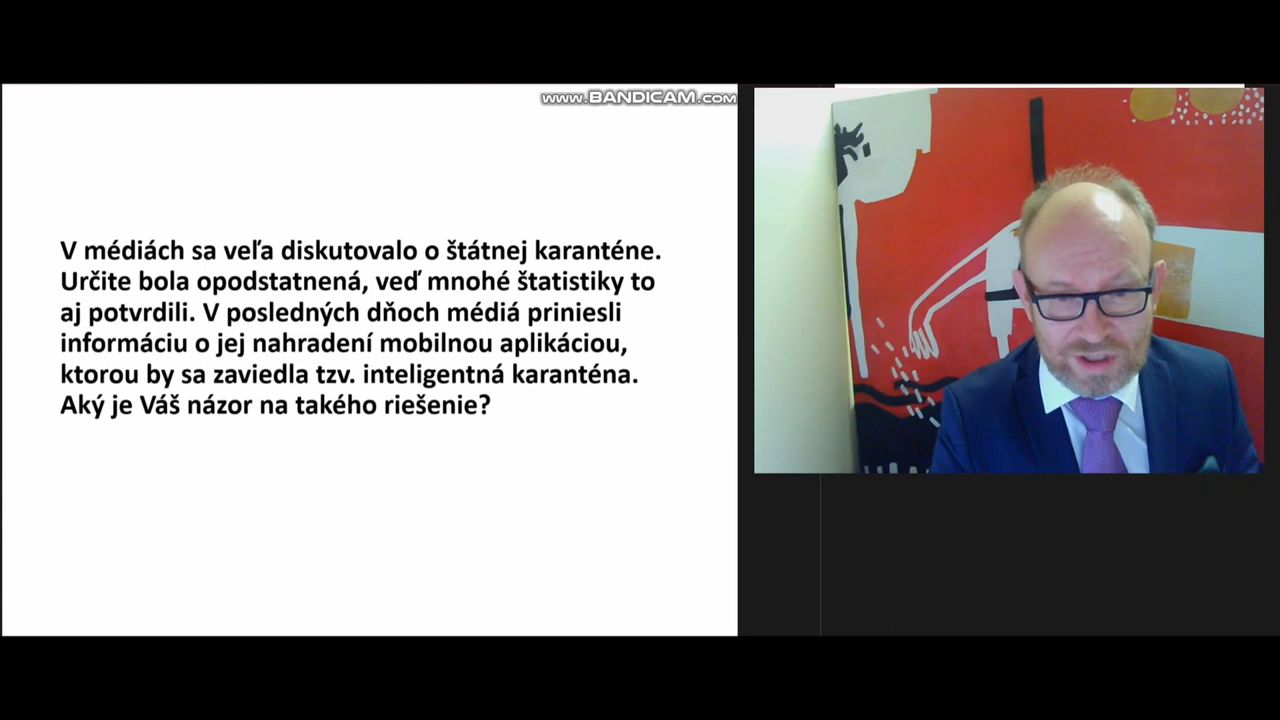 www.BANDICAM.com
V médiách sa veľa diskutovalo o štátnej karanténe.
Určite bola opodstatnená, veď mnohé štatistiky to
aj potvrdili. V posledných dňoch médiá priniesli
informáciu o jej nahradení mobilnou aplikáciou,
ktorou by sa zaviedla tzv. inteligentná karanténa.
Aký je Váš názor na takého riešenie?